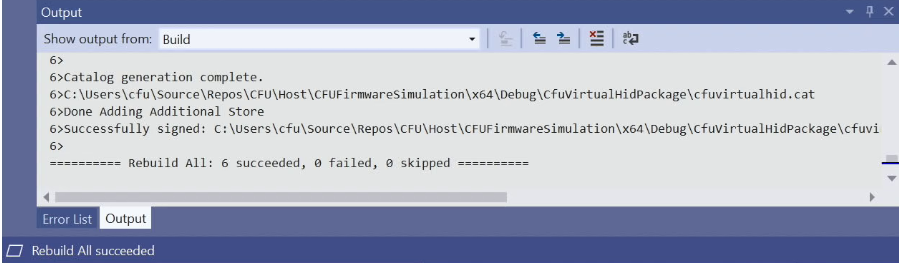 Output
Show output from: Build
6>
6>Catalog generation complete.
6>C:\Users\cfu\Source\Repos\CFU\Host\CFUFirmwareSimulation\x64\Debug\CfuVirtualHidPackage\cfuvirtualhid.cat
6>Done Adding Additional Store
6>Successfully signed: C:\Users\cfu\Source\Repos\CFU\Host\CFUFirmwareSimulation\x64\Debug\CfuVirtualHidPackage\cfuvi
6>
========== Rebuild All: 6 succeeded, 0 failed, 0 skipped ==========
Error List Output
Rebuild All succeeded